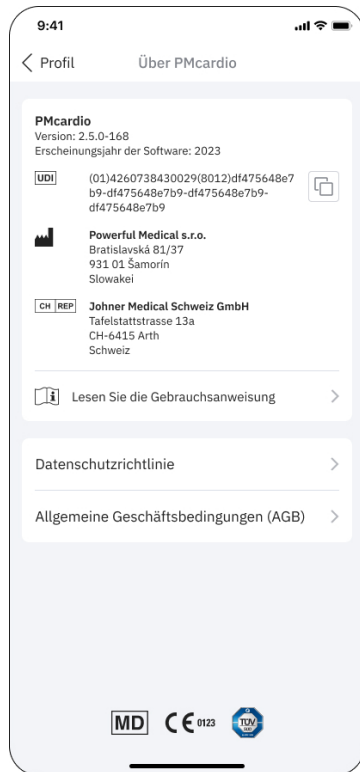 9:41
Profil
Über PMcardio
PMcardio
Version: 2.5.0-168
Erscheinungsjahr der Software: 2023
UDI
(01)4260738430029(8012)df475648e7
b9-df475648e7b9-df475648e7b9-
df475648e7b9
Powerful Medical s.r.o.
Bratislavská 81/37
931 01 Šamorín
Slowakei
CH REP
Johner Medical Schweiz GmbH
Tafelstattstrasse 13a
CH-6415 Arth
Schweiz
Lesen Sie die Gebrauchsanweisung
Datenschutzrichtlinie
Allgemeine Geschäftsbedingungen (AGB)
MD CE 0123 TÜV